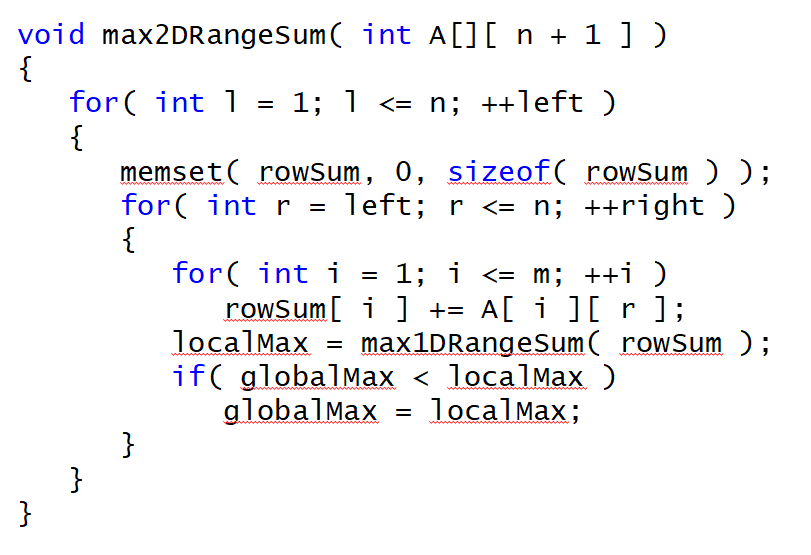 void max2DRangeSum( int A[][ n + 1 ] )
{
for( int l = 1; l <= n; ++left )
{
memset( rowSum, 0, sizeof( rowSum ) );
for( int r = left; r <= n; ++right )
{
for( int i = 1; i <= m; ++i )
rowSum[ i ] += A[ i ][ r ];
localMax = max1DRangeSum( rowSum );
if( globalMax < localMax )
globalMax = localMax;
}
}
}